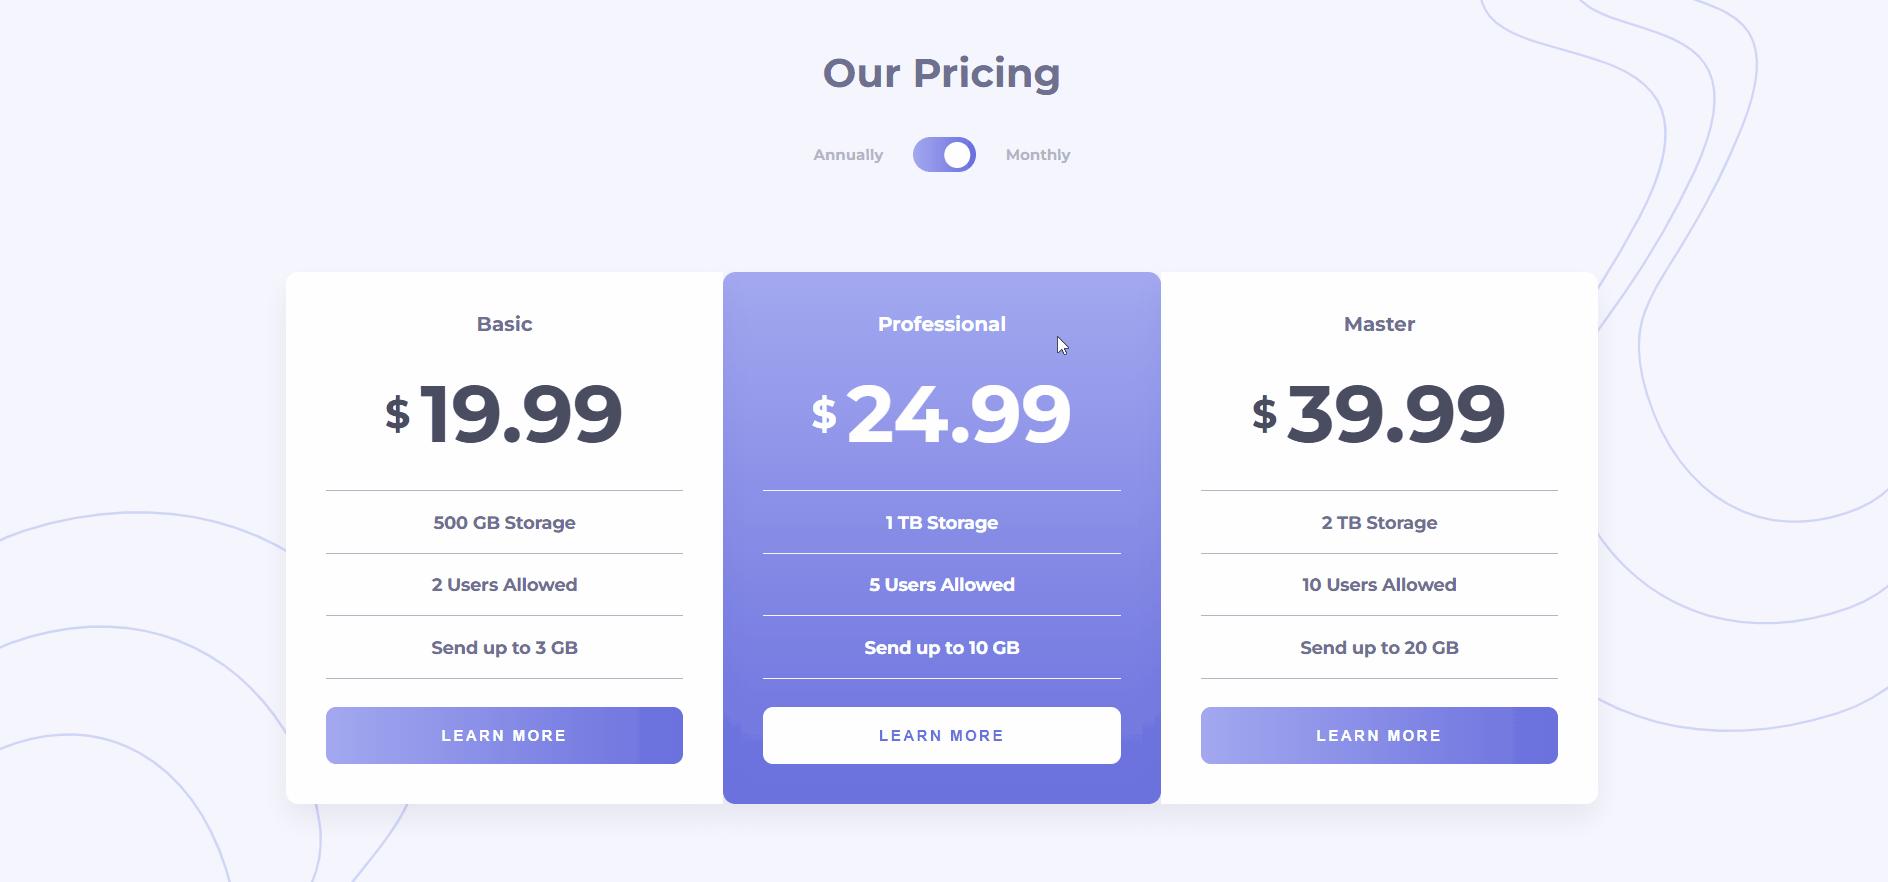 Our Pricing
Annually
Monthly
Basic
$ 19.99
500 GB Storage
2 Users Allowed
Send up to 3 GB
LEARN MORE
Professional
$ 24.99
1 TB Storage
5 Users Allowed
Send up to 10 GB
LEARN MORE
Master
$ 39.99
2 TB Storage
10 Users Allowed
Send up to 20 GB
LEARN MORE